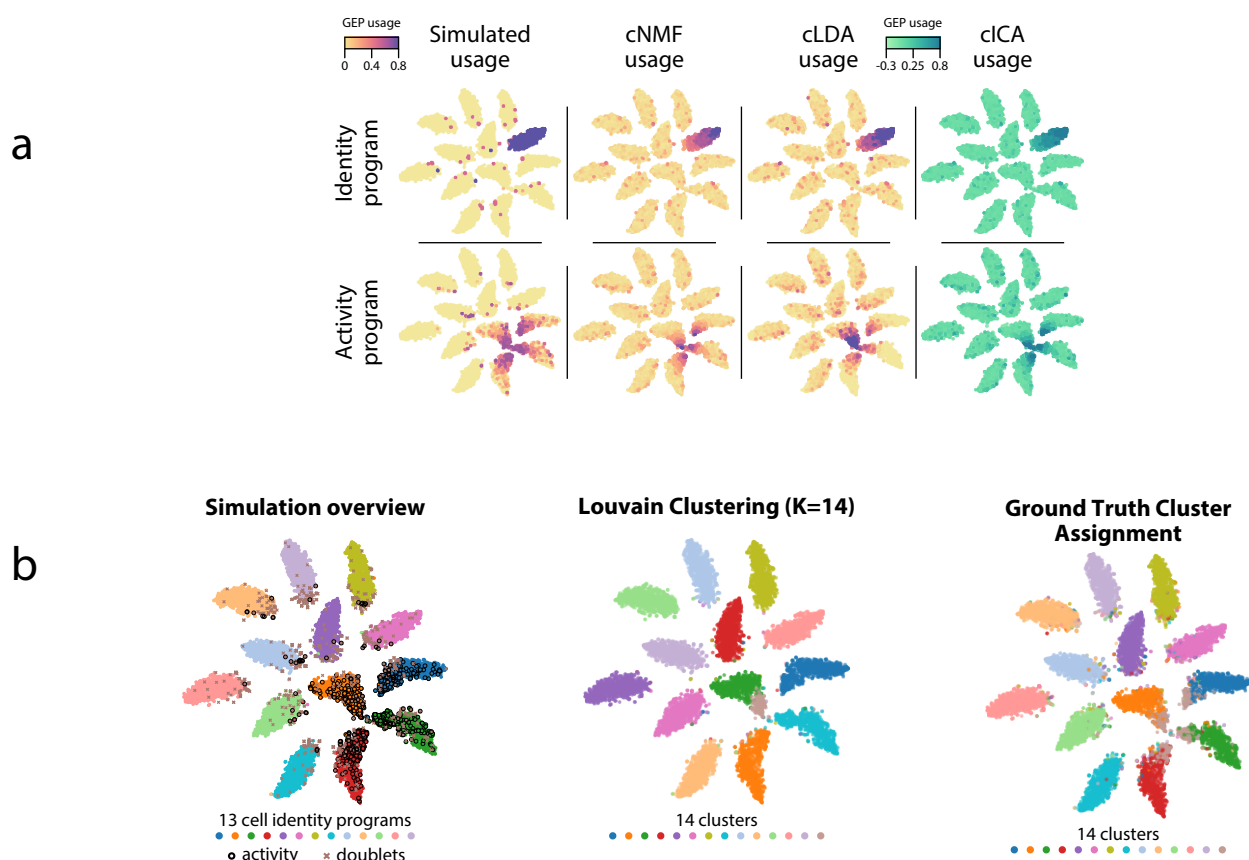 a
GEP usage
0 0.4 0.8
Simulated
usage
cNMF
usage
cLDA
usage
GEP usage
-0.3 0.25 0.8
cICA
usage
Identity
program
Activity
program
b
Simulation overview
13 cell identity programs
activity
doublets
Louvain Clustering (K=14)
14 clusters
Ground Truth Cluster
Assignment
14 clusters